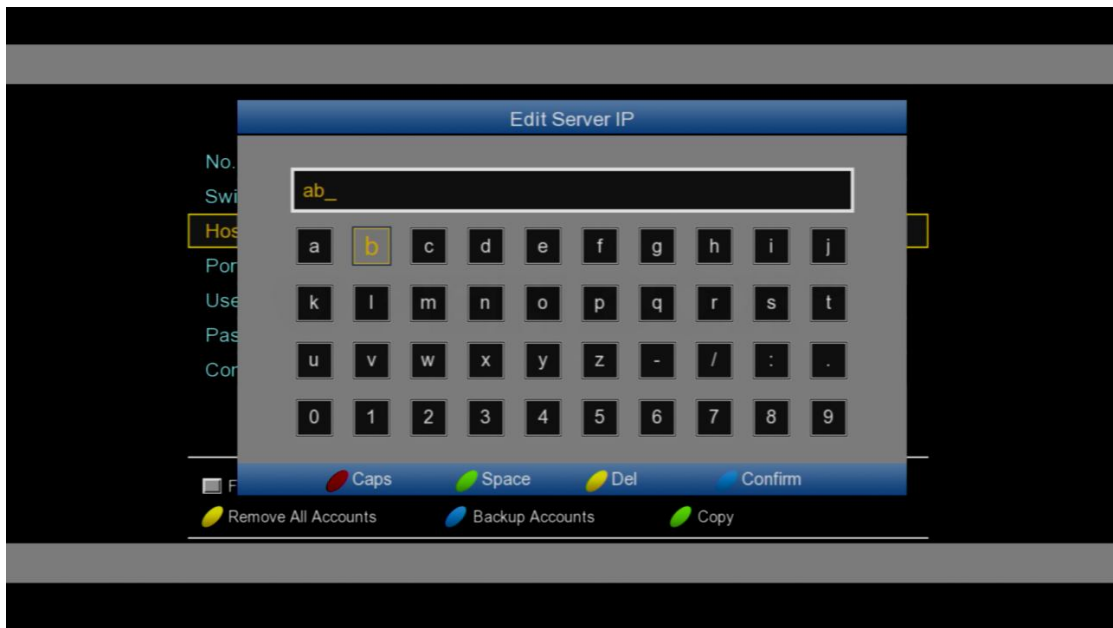 Edit Server IP
No.
Swi
ab_
Hos
a b c d e f g h i j
Por
Use
k l m n o p q r s t
Pas
u v w x y z - / : .
Cor
0 1 2 3 4 5 6 7 8 9
F
Caps Space Del Confirm
Remove All Accounts Backup Accounts Copy